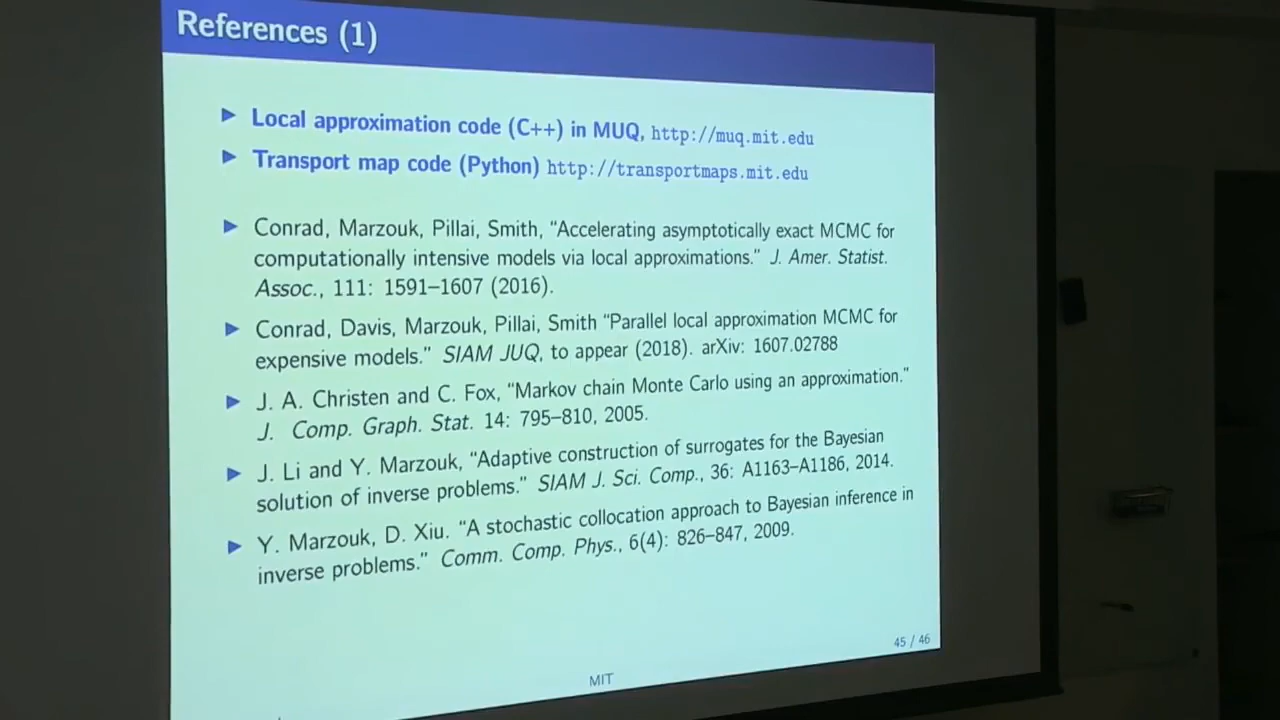 References (1)
Local approximation code (C++) in MUQ, http://muq.mit.edu
Transport map code (Python) http://transportmaps.mit.edu
Conrad, Marzouk, Pillai, Smith, “Accelerating asymptotically exact MCMC for
computationally intensive models via local approximations.” J. Amer. Statist.
Assoc., 111: 1591–1607 (2016).
Conrad, Davis, Marzouk, Pillai, Smith “Parallel local approximation MCMC for
expensive models.” SIAM JUQ, to appear (2018). arXiv: 1607.02788
J. A. Christen and C. Fox, “Markov chain Monte Carlo using an approximation.”
J. Comp. Graph. Stat. 14: 795–810, 2005.
J. Li and Y. Marzouk, “Adaptive construction of surrogates for the Bayesian
solution of inverse problems.” SIAM J. Sci. Comp., 36: A1163–A1186, 2014.
Y. Marzouk, D. Xiu. “A stochastic collocation approach to Bayesian inference in
inverse problems.” Comm. Comp. Phys., 6(4): 826–847, 2009.
45 / 46
MIT